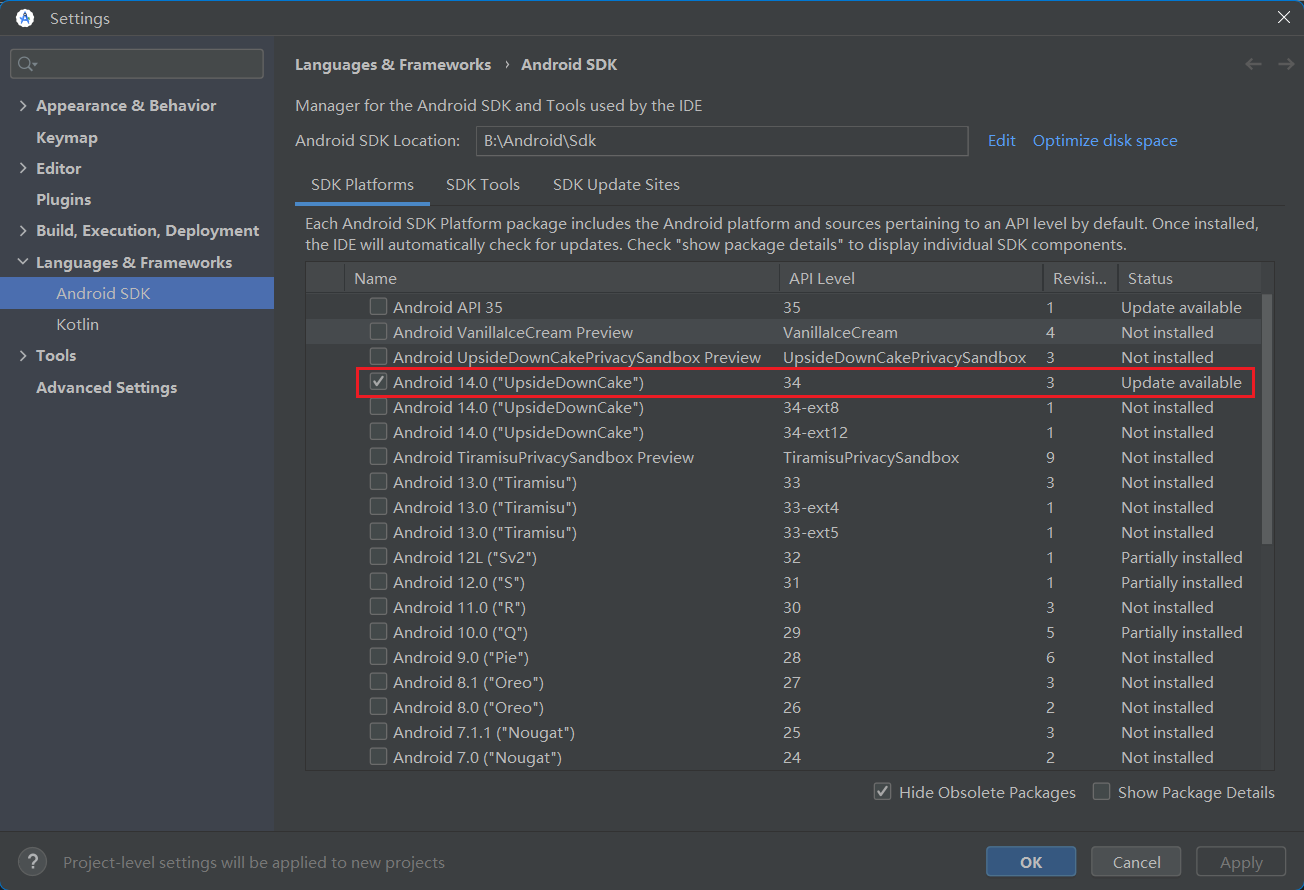 Settings
Languages & Frameworks › Android SDK
Appearance & Behavior
Keymap
Editor
Plugins
Build, Execution, Deployment
Languages & Frameworks
Android SDK
Kotlin
Tools
Advanced Settings
Manager for the Android SDK and Tools used by the IDE
Android SDK Location: B:\Android\Sdk Edit Optimize disk space
SDK Platforms SDK Tools SDK Update Sites
Each Android SDK Platform package includes the Android platform and sources pertaining to an API level by default. Once installed,
the IDE will automatically check for updates. Check "show package details" to display individual SDK components.
Name API Level Revisi... Status
Android API 35 35 1 Update available
Android VanillaIceCream Preview VanillaIceCream 4 Not installed
Android UpsideDownCakePrivacySandbox Preview UpsideDownCakePrivacySandbox 3 Not installed
Android 14.0 ("UpsideDownCake") 34 3 Update available
Android 14.0 ("UpsideDownCake") 34-ext8 1 Not installed
Android 14.0 ("UpsideDownCake") 34-ext12 1 Not installed
Android TiramisuPrivacySandbox Preview TiramisuPrivacySandbox 9 Not installed
Android 13.0 ("Tiramisu") 33 3 Not installed
Android 13.0 ("Tiramisu") 33-ext4 1 Not installed
Android 13.0 ("Tiramisu") 33-ext5 1 Not installed
Android 12L ("Sv2") 32 1 Partially installed
Android 12.0 ("S") 31 1 Partially installed
Android 11.0 ("R") 30 3 Not installed
Android 10.0 ("Q") 29 5 Partially installed
Android 9.0 ("Pie") 28 6 Not installed
Android 8.1 ("Oreo") 27 3 Not installed
Android 8.0 ("Oreo") 26 2 Not installed
Android 7.1.1 ("Nougat") 25 3 Not installed
Android 7.0 ("Nougat") 24 2 Not installed
Hide Obsolete Packages Show Package Details
? Project-level settings will be applied to new projects
OK Cancel Apply